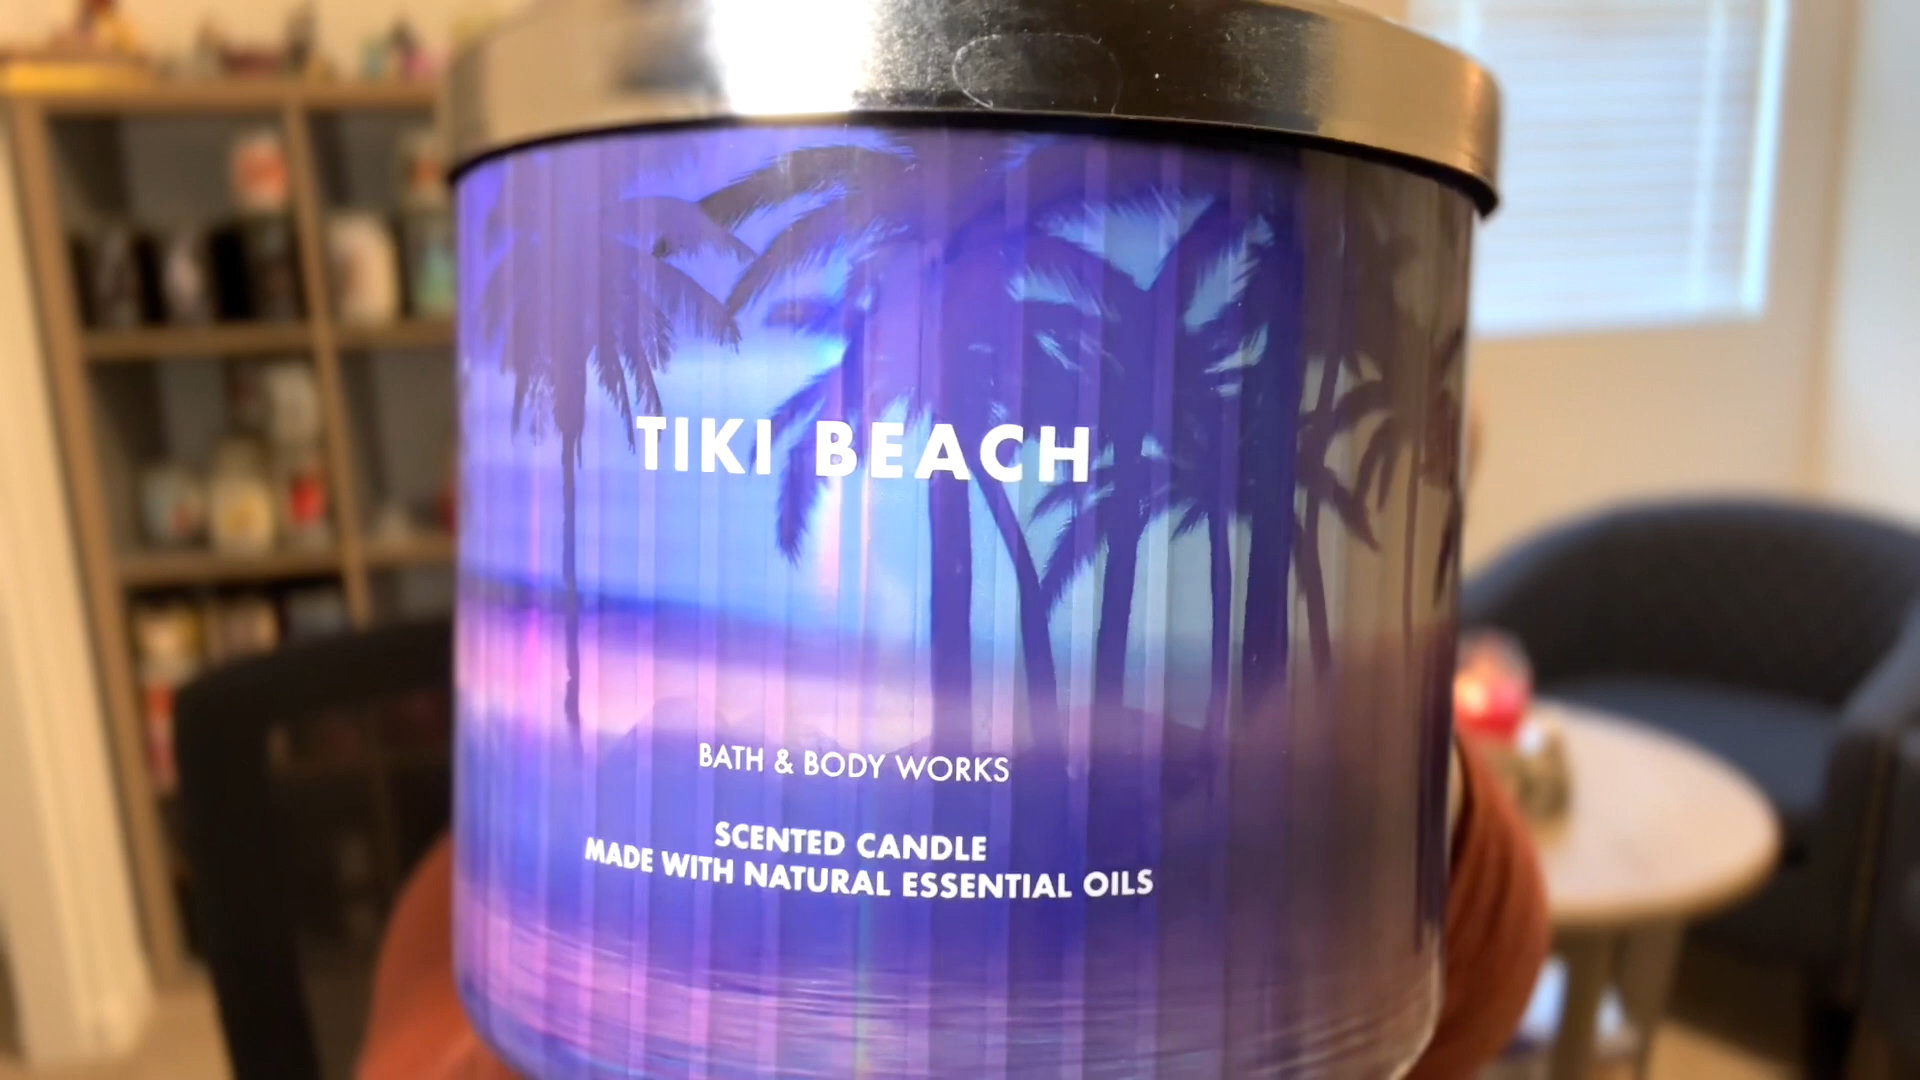 TIKI BEACH
BATH & BODY WORKS
SCENTED CANDLE
MADE WITH NATURAL ESSENTIAL OILS